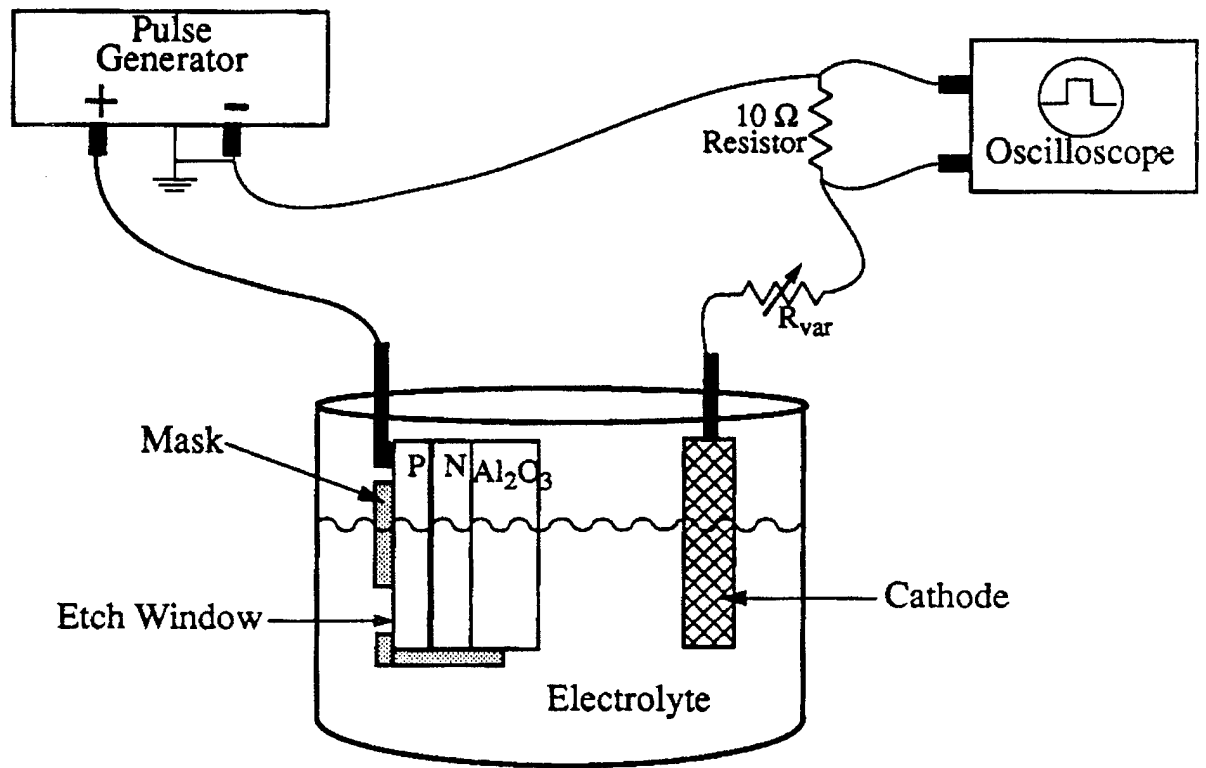 Pulse
Generator
+
-
10 Ω
Resistor
Oscilloscope
Rvar
Mask
P
N
Al₂O₃
Etch Window
Cathode
Electrolyte